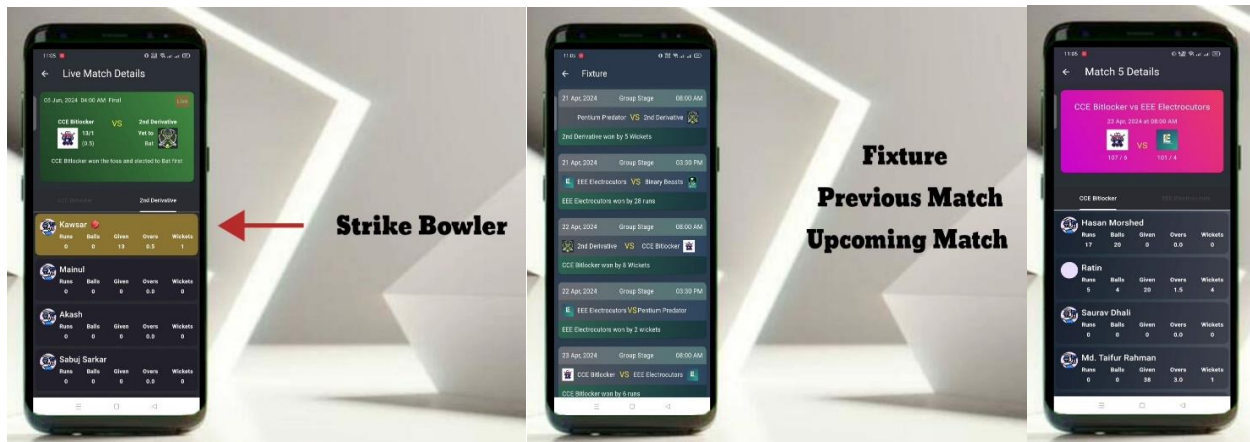 11:05
← Live Match Details
03 Jun, 2024 04:00 AM Final Live
CCE Bitlocker VS 2nd Derivative
13/1 Yet to
(0.5) Bat
CCE Bitlocker won the toss and elected to Bat first
2nd Derivative
Kawsar
Runs Balls Given Overs Wickets
0 0 13 0.5 1
Mainul
Runs Balls Given Overs Wickets
0 0 0 0.0 0
Akash
Runs Balls Given Overs Wickets
0 0 0 0.0 0
Sabuj Sarkar
Runs Balls Given Overs Wickets
0 0 0 0.0 0
Strike Bowler
11:05
← Fixture
21 Apr, 2024 Group Stage 08:00 AM
Pentium Predator VS 2nd Derivative
2nd Derivative won by 5 Wickets
21 Apr, 2024 Group Stage 03:30 PM
EEE Electrocutors VS Binary Beasts
EEE Electrocutors won by 28 runs
22 Apr, 2024 Group Stage 08:00 AM
2nd Derivative VS CCE Bitlocker
CCE Bitlocker won by 8 Wickets
22 Apr, 2024 Group Stage 03:30 PM
EEE Electrocutors VS Pentium Predator
EEE Electrocutors won by 2 wickets
23 Apr, 2024 Group Stage 08:00 AM
CCE Bitlocker VS EEE Electrocutors
CCE Bitlocker won by 6 runs
Fixture
Previous Match
Upcoming Match
11:05
← Match 5 Details
CCE Bitlocker vs EEE Electrocutors
23 Apr, 2024 at 08:00 AM
VS
107 / 6 101 / 4
CCE Bitlocker EEE Electrocutors
Hasan Morshed
Runs Balls Given Overs Wickets
17 20 0 0.0 0
Ratin
Runs Balls Given Overs Wickets
5 4 20 1.5 4
Saurav Dhali
Runs Balls Given Overs Wickets
0 0 0 0.0 0
Md. Taifur Rahman
Runs Balls Given Overs Wickets
0 0 38 3.0 1